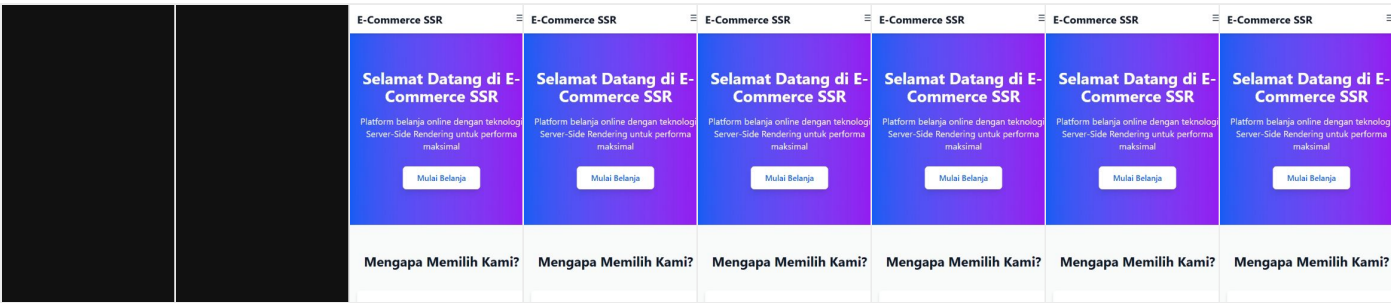 E-Commerce SSR ≡ E-Commerce SSR ≡ E-Commerce SSR ≡ E-Commerce SSR ≡ E-Commerce SSR ≡ E-Commerce SSR ≡
Selamat Datang di E-
Commerce SSR
Platform belanja online dengan teknologi
Server-Side Rendering untuk performa
maksimal
Mulai Belanja
Mengapa Memilih Kami?
Selamat Datang di E-
Commerce SSR
Platform belanja online dengan teknologi
Server-Side Rendering untuk performa
maksimal
Mulai Belanja
Mengapa Memilih Kami?
Selamat Datang di E-
Commerce SSR
Platform belanja online dengan teknologi
Server-Side Rendering untuk performa
maksimal
Mulai Belanja
Mengapa Memilih Kami?
Selamat Datang di E-
Commerce SSR
Platform belanja online dengan teknologi
Server-Side Rendering untuk performa
maksimal
Mulai Belanja
Mengapa Memilih Kami?
Selamat Datang di E-
Commerce SSR
Platform belanja online dengan teknologi
Server-Side Rendering untuk performa
maksimal
Mulai Belanja
Mengapa Memilih Kami?
Selamat Datang di E-
Commerce SSR
Platform belanja online dengan teknologi
Server-Side Rendering untuk performa
maksimal
Mulai Belanja
Mengapa Memilih Kami?